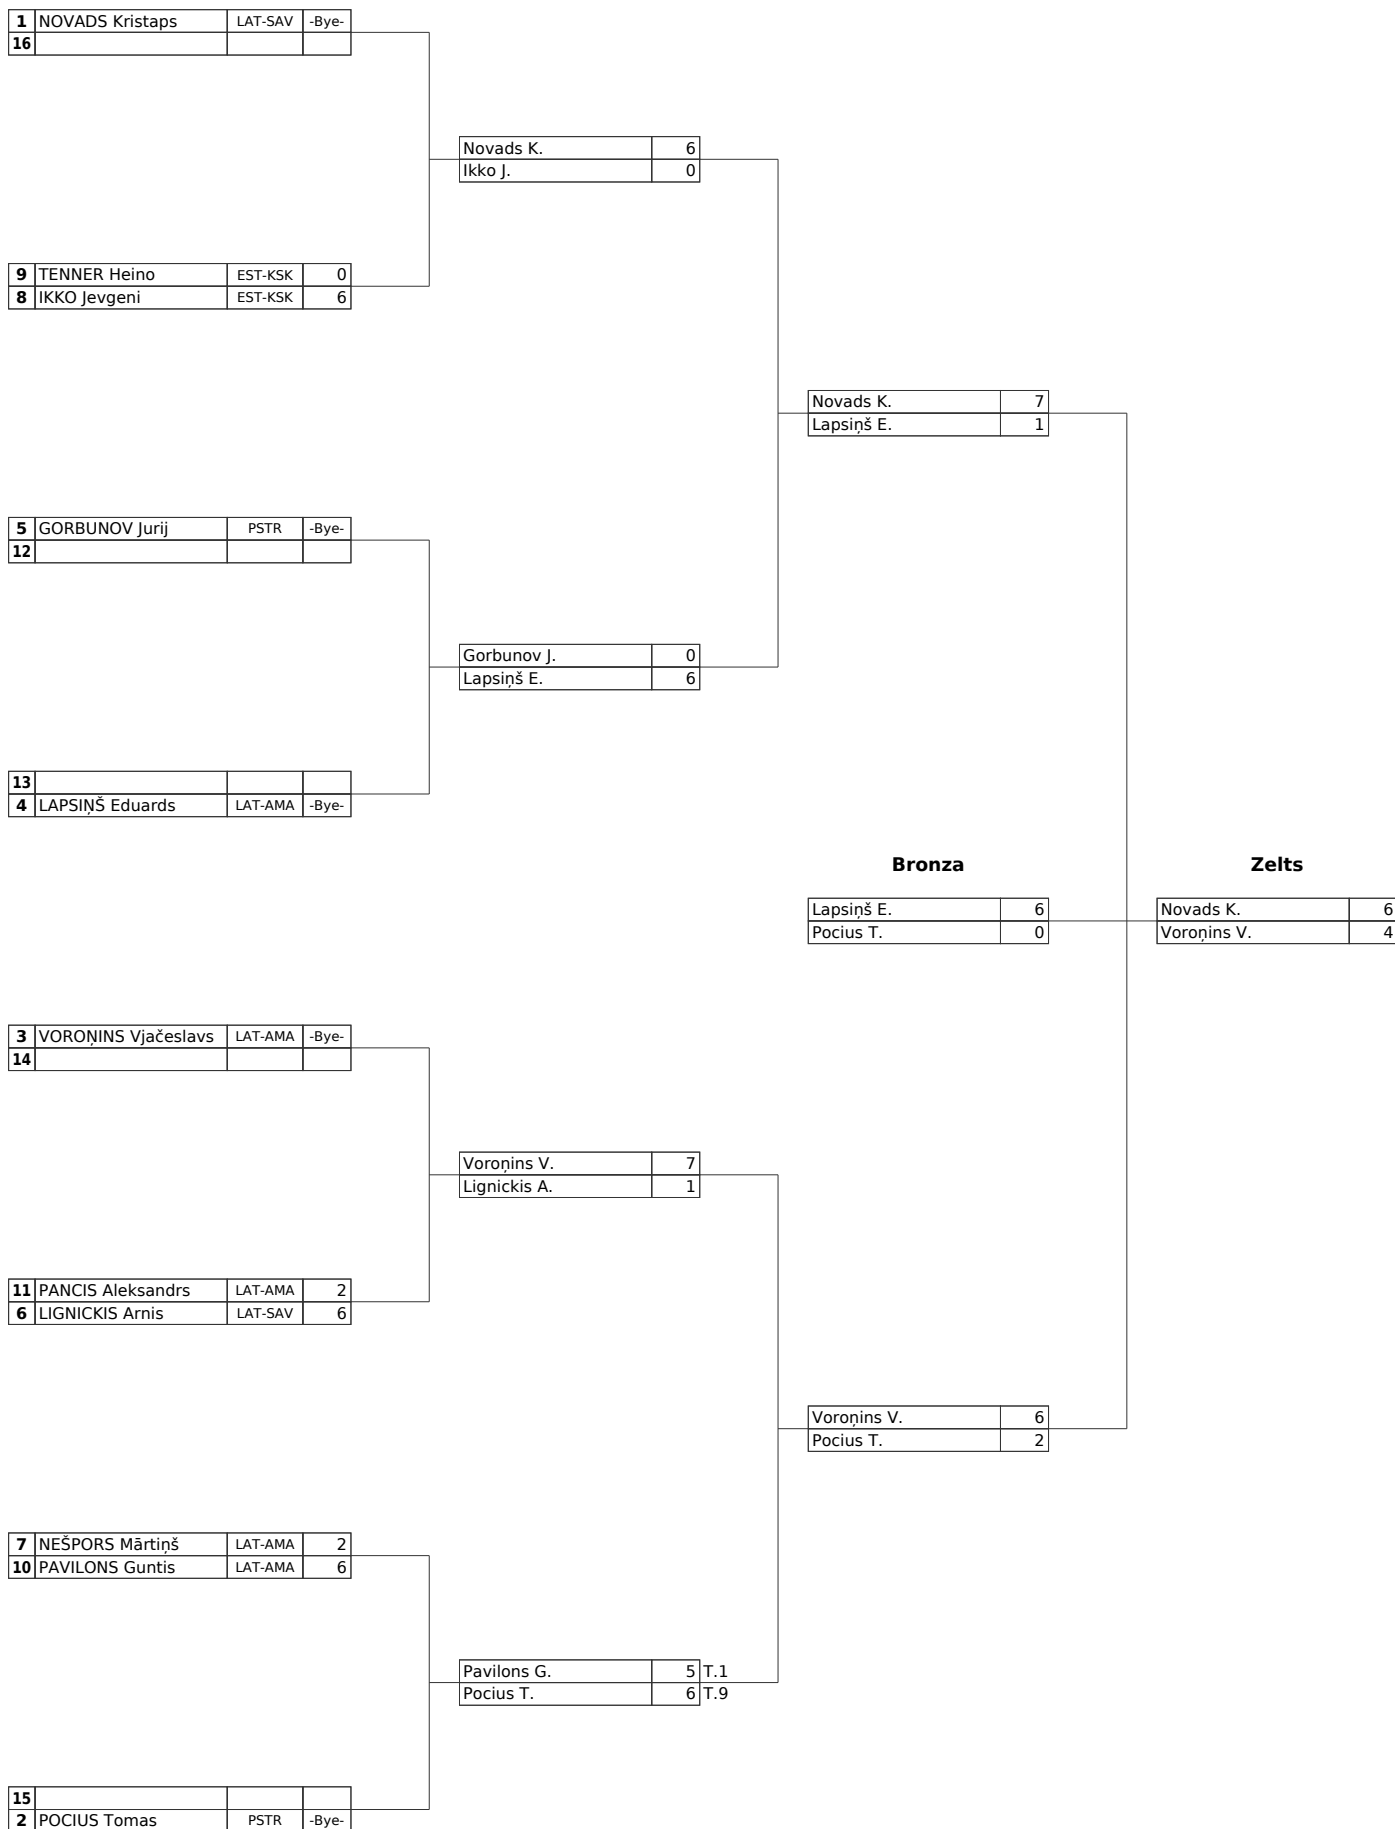 1 NOVADS Kristaps LAT-SAV -Bye-
16
Novads K. 6
Ikko J. 0
9 TENNER Heino EST-KSK 0
8 IKKO Jevgeni EST-KSK 6
Novads K. 7
Lapsiņš E. 1
5 GORBUNOV Jurij PSTR -Bye-
12
Gorbunov J. 0
Lapsiņš E. 6
13
4 LAPSIŅŠ Eduards LAT-AMA -Bye-
Bronza Zelts
Lapsiņš E. 6 Novads K. 6
Pocius T. 0 Voroņins V. 4
3 VOROŅINS Vjačeslavs LAT-AMA -Bye-
14
Voroņins V. 7
Lignickis A. 1
11 PANCIS Aleksandrs LAT-AMA 2
6 LIGNICKIS Arnis LAT-SAV 6
Voroņins V. 6
Pocius T. 2
7 NEŠPORS Mārtiņš LAT-AMA 2
10 PAVILONS Guntis LAT-AMA 6
Pavilons G. 5 T.1
Pocius T. 6 T.9
15
2 POCIUS Tomas PSTR -Bye-